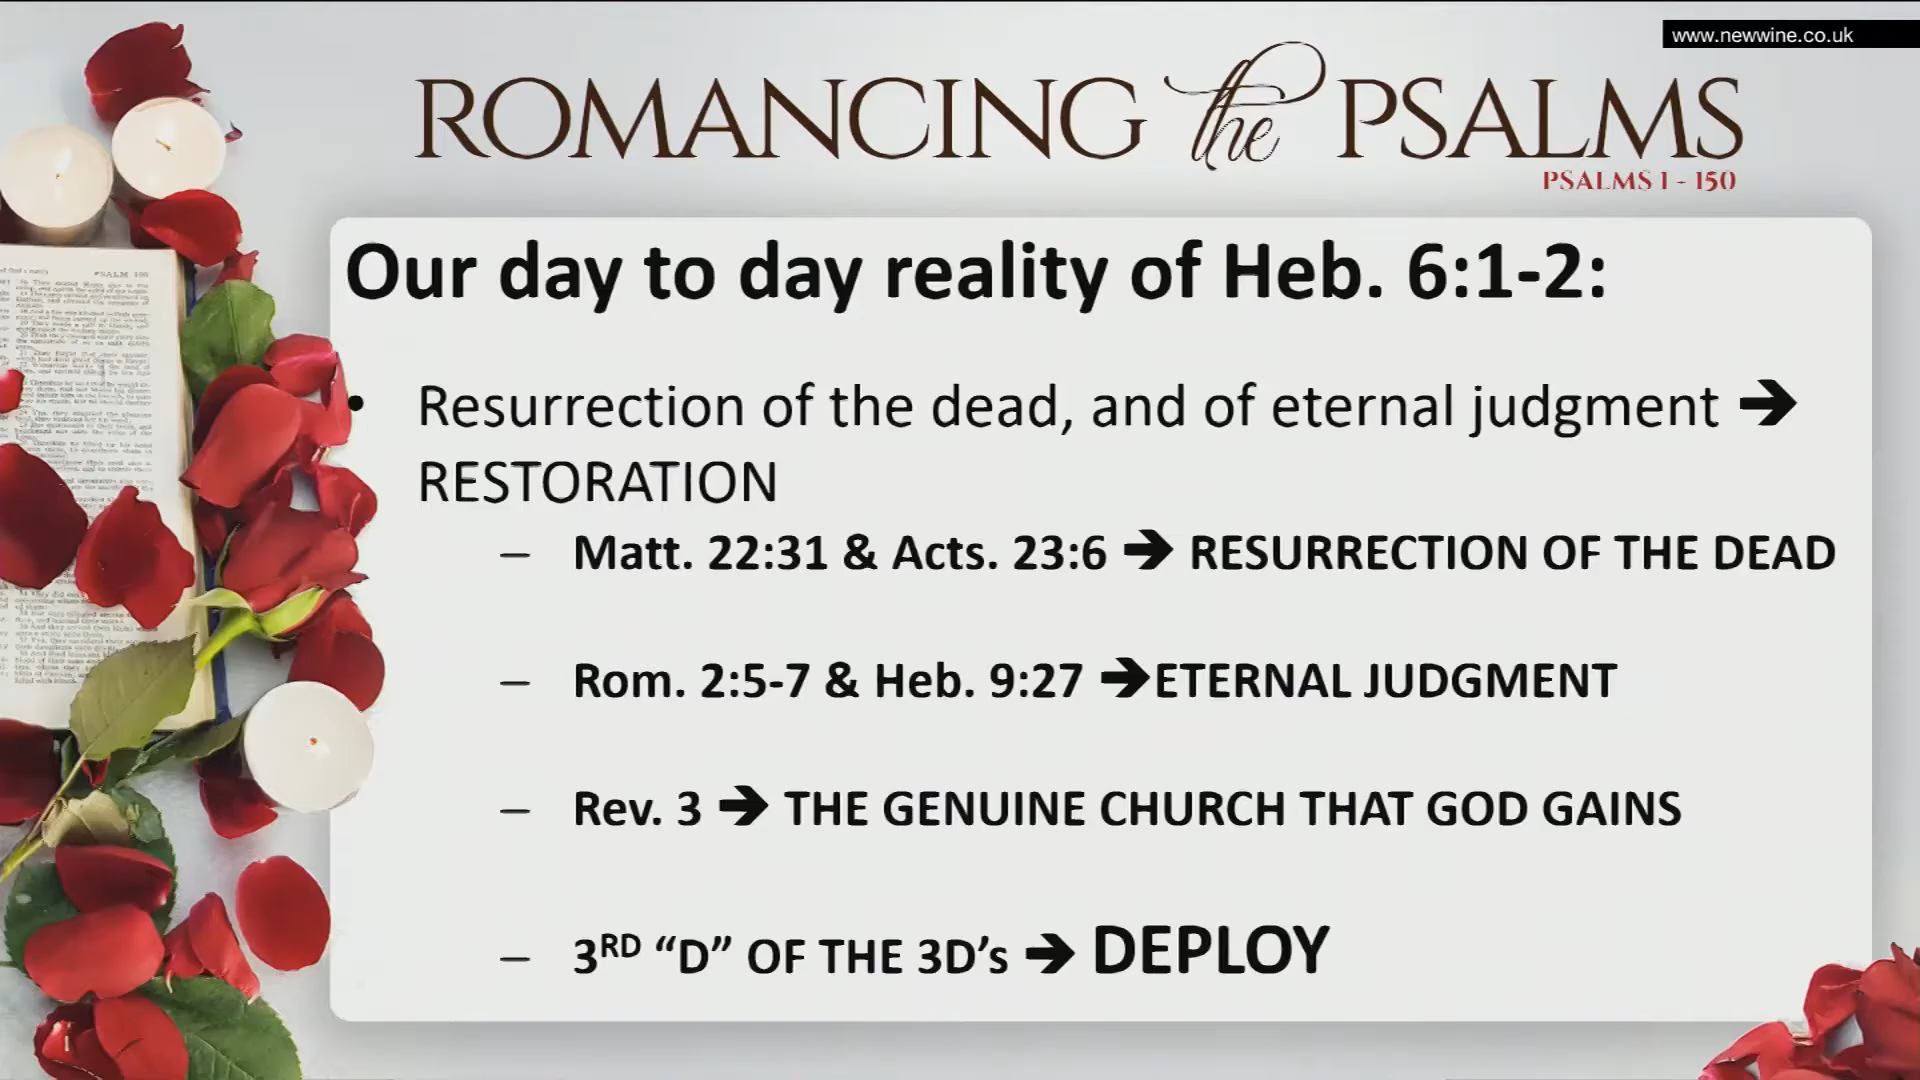 www.newwine.co.uk
ROMANCING the PSALMS
PSALMS 1 - 150
Our day to day reality of Heb. 6:1-2:
• Resurrection of the dead, and of eternal judgment ➔
RESTORATION
– Matt. 22:31 & Acts. 23:6 ➔ RESURRECTION OF THE DEAD
– Rom. 2:5-7 & Heb. 9:27 ➔ETERNAL JUDGMENT
– Rev. 3 ➔ THE GENUINE CHURCH THAT GOD GAINS
– 3RD “D” OF THE 3D’s ➔ DEPLOY